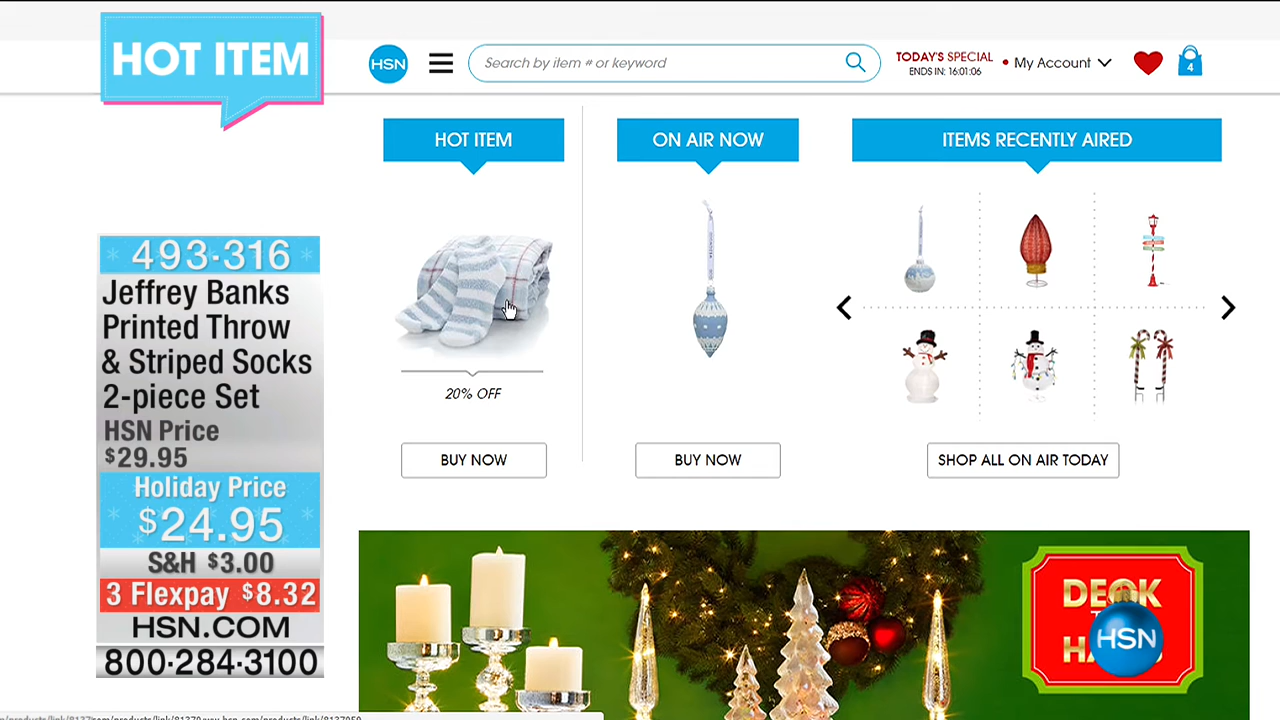 HOT ITEM
HSN
Search by item # or keyword
TODAY'S SPECIAL
ENDS IN: 16:01:06
My Account
4
HOT ITEM
ON AIR NOW
ITEMS RECENTLY AIRED
493·316
Jeffrey Banks
Printed Throw
& Striped Socks
2-piece Set
HSN Price
$29.95
Holiday Price
$24.95
S&H $3.00
3 Flexpay $8.32
HSN.COM
800·284·3100
20% OFF
BUY NOW
BUY NOW
SHOP ALL ON AIR TODAY
DECK
HSN